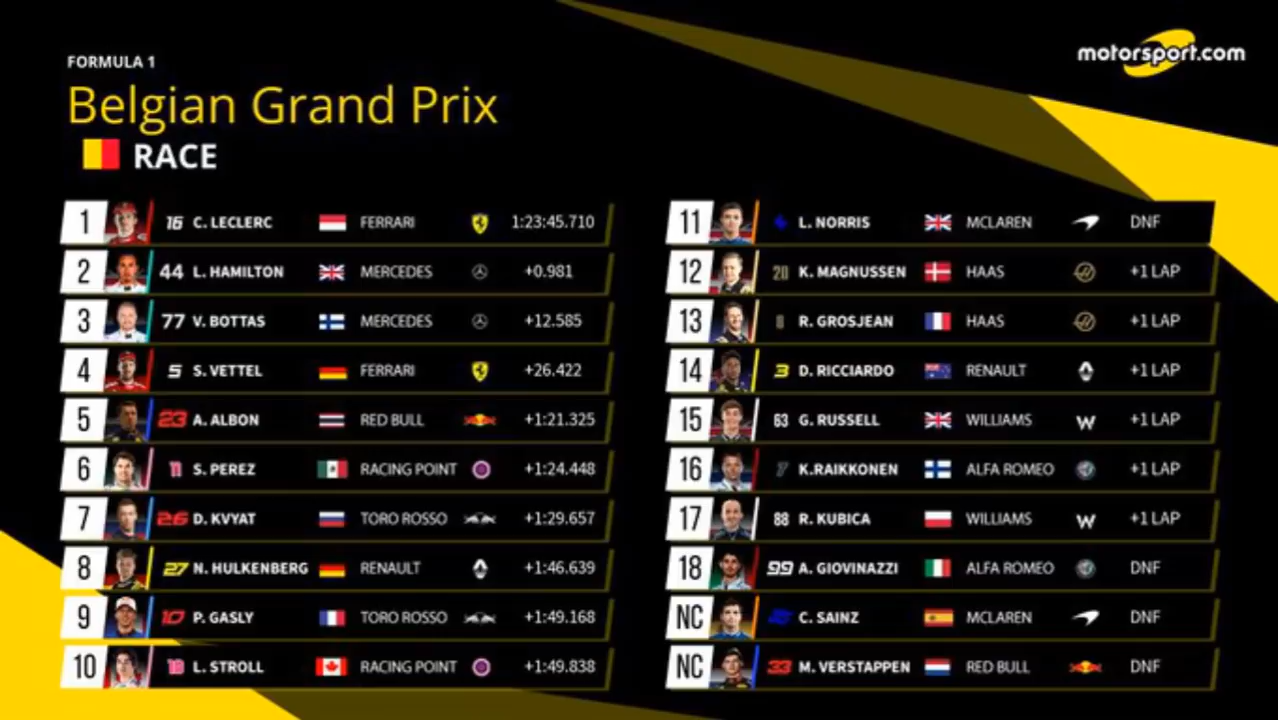 FORMULA 1
motorsport.com
Belgian Grand Prix
RACE
1 16 C. LECLERC FERRARI 1:23:45.710
2 44 L. HAMILTON MERCEDES +0.981
3 77 V. BOTTAS MERCEDES +12.585
4 5 S. VETTEL FERRARI +26.422
5 23 A. ALBON RED BULL +1:21.325
6 11 S. PEREZ RACING POINT +1:24.448
7 26 D. KVYAT TORO ROSSO +1:29.657
8 27 N. HULKENBERG RENAULT +1:46.639
9 10 P. GASLY TORO ROSSO +1:49.168
10 18 L. STROLL RACING POINT +1:49.838
11 L. NORRIS MCLAREN DNF
12 20 K. MAGNUSSEN HAAS +1 LAP
13 8 R. GROSJEAN HAAS +1 LAP
14 3 D. RICCIARDO RENAULT +1 LAP
15 63 G. RUSSELL WILLIAMS W +1 LAP
16 7 K.RAIKKONEN ALFA ROMEO +1 LAP
17 88 R. KUBICA WILLIAMS W +1 LAP
18 99 A. GIOVINAZZI ALFA ROMEO DNF
NC C. SAINZ MCLAREN DNF
NC 33 M. VERSTAPPEN RED BULL DNF